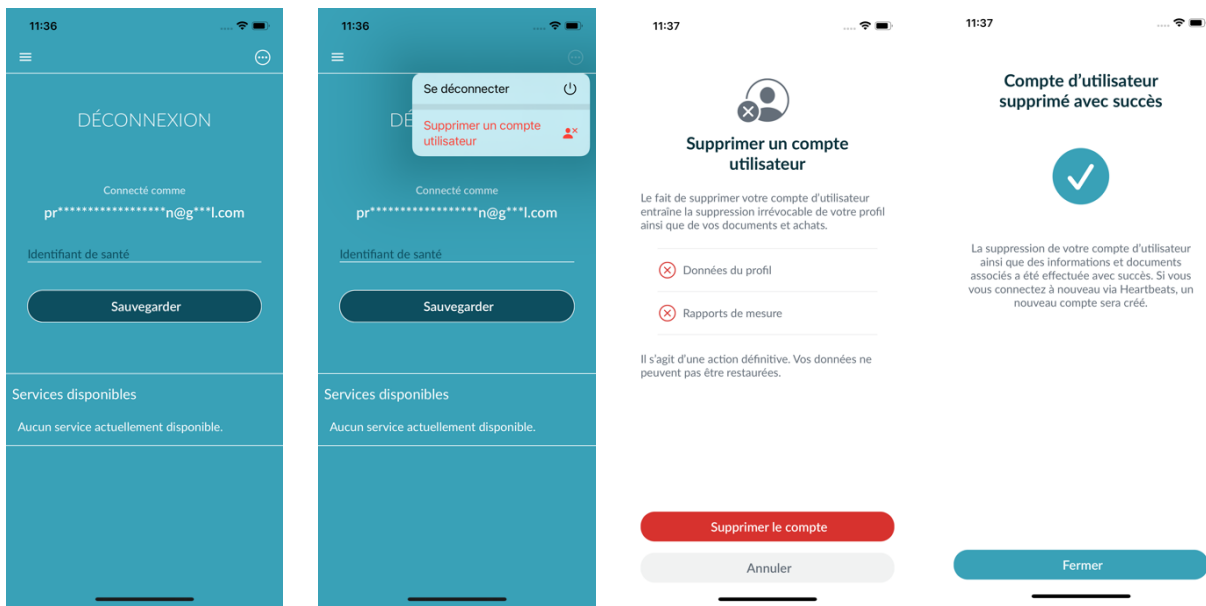 11:36
DÉCONNEXION
Connecté comme
pr******************n@g***l.com
Identifiant de santé
Sauvegarder
Services disponibles
Aucun service actuellement disponible.
11:36
Se déconnecter
Supprimer un compte
utilisateur
DÉ
Connecté comme
pr******************n@g***l.com
Identifiant de santé
Sauvegarder
Services disponibles
Aucun service actuellement disponible.
11:37
Supprimer un compte
utilisateur
Le fait de supprimer votre compte d'utilisateur
entraîne la suppression irrévocable de votre profil
ainsi que de vos documents et achats.
Données du profil
Rapports de mesure
Il s'agit d'une action définitive. Vos données ne
peuvent pas être restaurées.
Supprimer le compte
Annuler
11:37
Compte d'utilisateur
supprimé avec succès
La suppression de votre compte d'utilisateur
ainsi que des informations et documents
associés a été effectuée avec succès. Si vous
vous connectez à nouveau via Heartbeats, un
nouveau compte sera créé.
Fermer